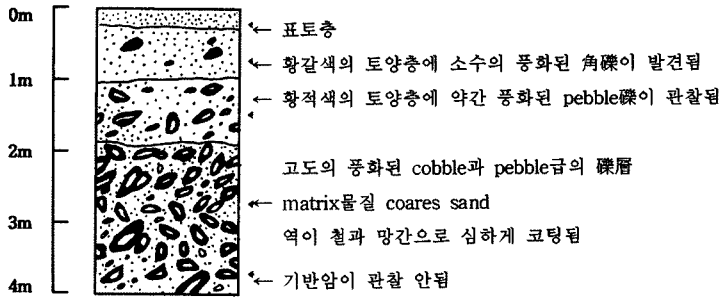 0m
표토층
황갈색의 토양층에 소수의 풍화된 角礫이 발견됨
1m
황적색의 토양층에 약간 풍화된 pebble礫이 관찰됨
2m
고도의 풍화된 cobble과 pebble급의 礫層
matrix물질 coares sand
3m
역이 철과 망간으로 심하게 코팅됨
4m
기반암이 관찰 안됨